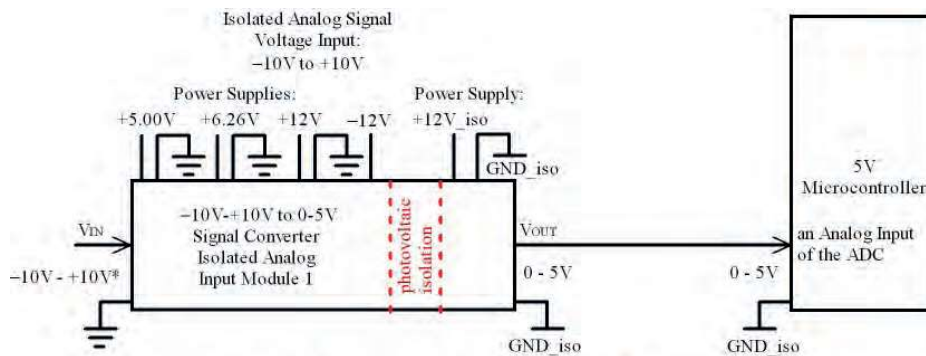 Isolated Analog Signal
Voltage Input:
−10V to +10V
Power Supplies:
Power Supply:
+5.00V
+6.26V
+12V
−12V
+12V_iso
GND_iso
−10V-+10V to 0-5V
Signal Converter
Isolated Analog
Input Module 1
photovoltaic
isolation
VIN
−10V - +10V*
VOUT
0 - 5V
GND_iso
5V
Microcontroller
an Analog Input
of the ADC
0 - 5V
GND_iso